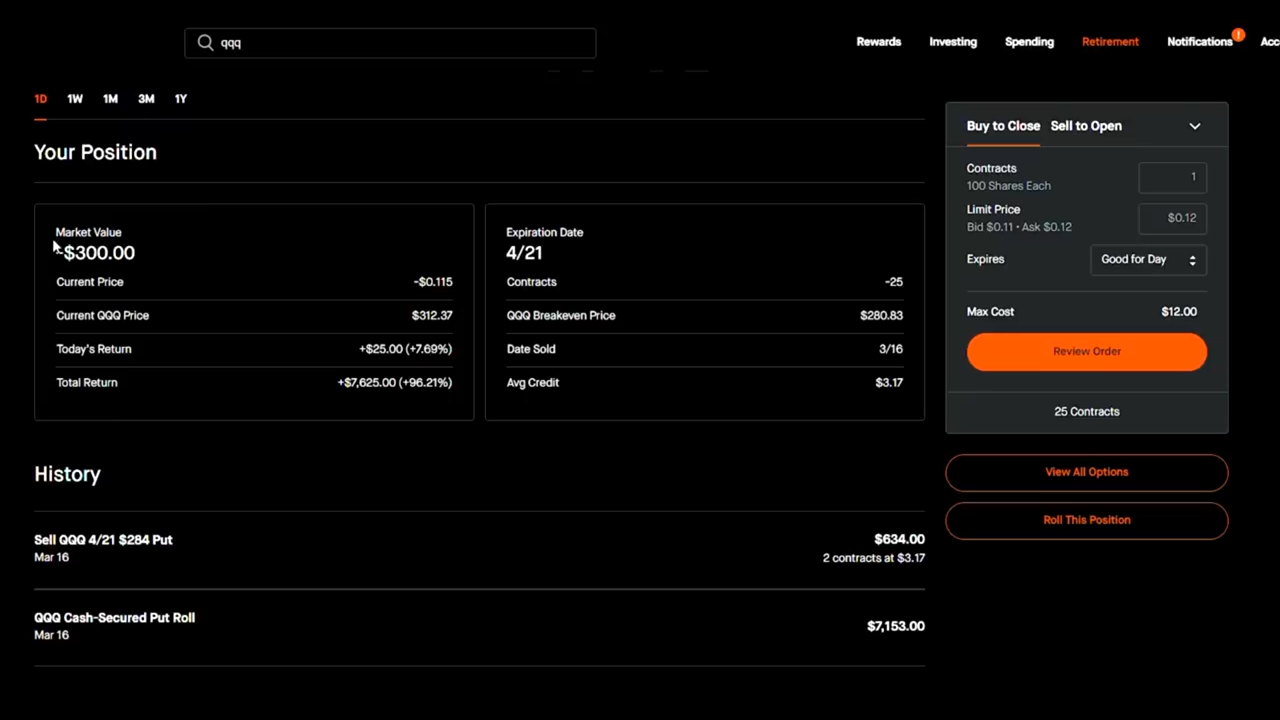 qqq
Rewards Investing Spending Retirement Notifications ! Acc
1D 1W 1M 3M 1Y
Your Position
Market Value
-$300.00
Current Price -$0.115
Current QQQ Price $312.37
Today's Return +$25.00 (+7.69%)
Total Return +$7,625.00 (+96.21%)
Expiration Date
4/21
Contracts -25
QQQ Breakeven Price $280.83
Date Sold 3/16
Avg Credit $3.17
History
Sell QQQ 4/21 $284 Put $634.00
Mar 16 2 contracts at $3.17
QQQ Cash-Secured Put Roll $7,153.00
Mar 16
Buy to Close Sell to Open
Contracts 1
100 Shares Each
Limit Price $0.12
Bid $0.11 • Ask $0.12
Expires Good for Day
Max Cost $12.00
Review Order
25 Contracts
View All Options
Roll This Position